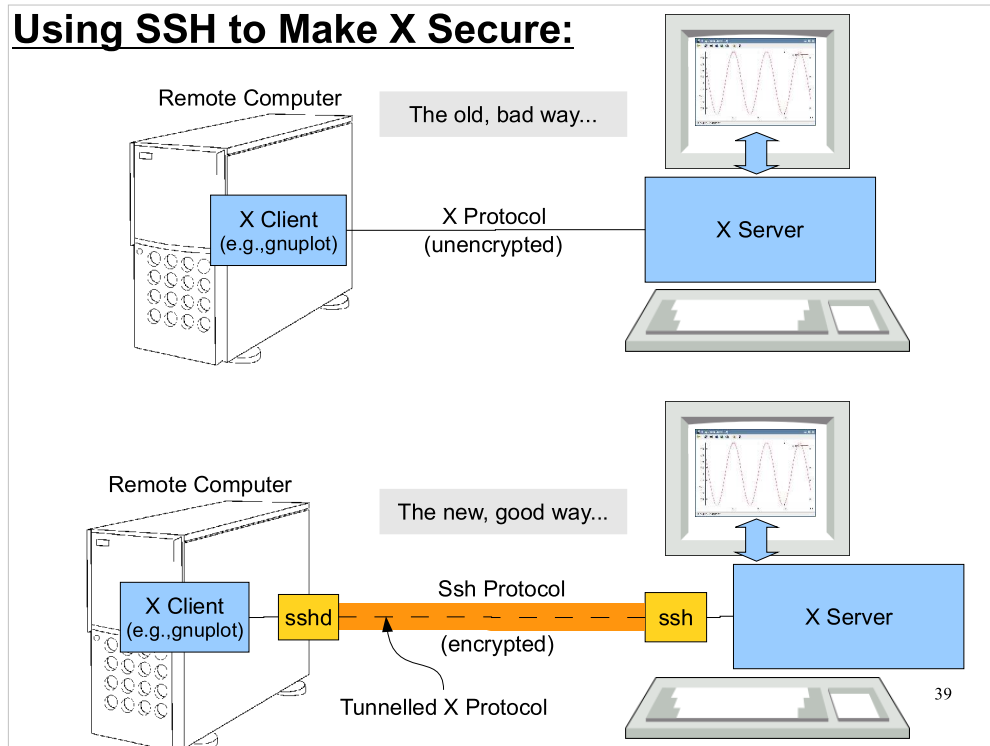 Using SSH to Make X Secure:
Remote Computer
The old, bad way...
X Client
(e.g.,gnuplot)
X Protocol
(unencrypted)
X Server
Remote Computer
The new, good way...
X Client
(e.g.,gnuplot)
sshd
Ssh Protocol
(encrypted)
ssh
X Server
Tunnelled X Protocol
39